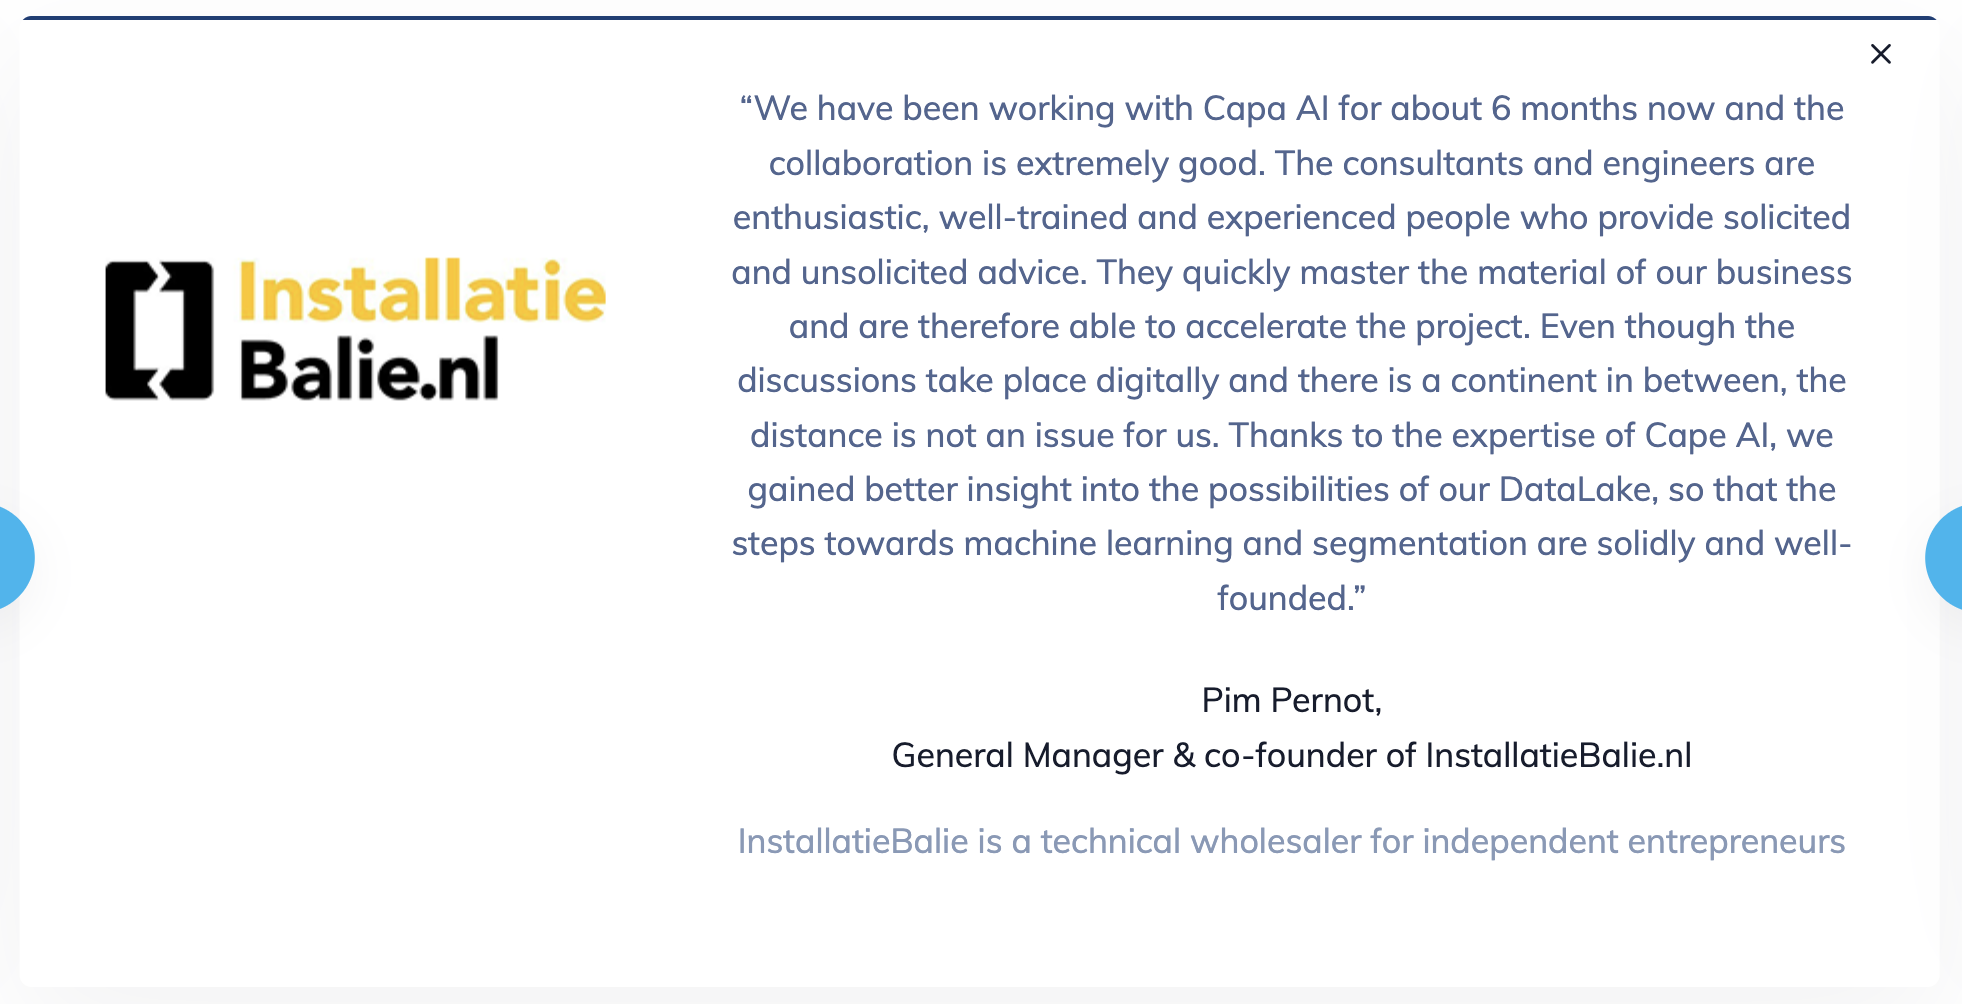 Installatie
Balie.nl
“We have been working with Capa AI for about 6 months now and the
collaboration is extremely good. The consultants and engineers are
enthusiastic, well-trained and experienced people who provide solicited
and unsolicited advice. They quickly master the material of our business
and are therefore able to accelerate the project. Even though the
discussions take place digitally and there is a continent in between, the
distance is not an issue for us. Thanks to the expertise of Cape AI, we
gained better insight into the possibilities of our DataLake, so that the
steps towards machine learning and segmentation are solidly and well-
founded.”
Pim Pernot,
General Manager & co-founder of InstallatieBalie.nl
InstallatieBalie is a technical wholesaler for independent entrepreneurs